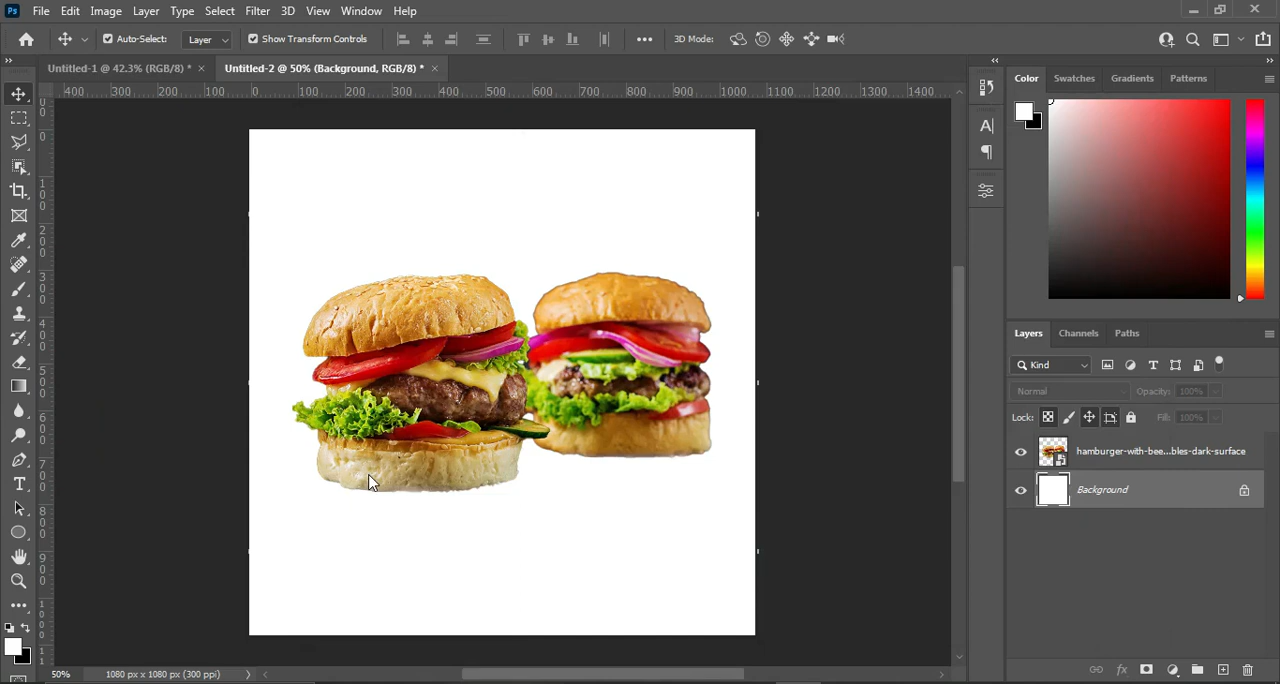 Ps File Edit Image Layer Type Select Filter 3D View Window Help
Auto-Select: Layer Show Transform Controls 3D Mode:
Untitled-1 @ 42.3% (RGB/8) * × Untitled-2 @ 50% (Background, RGB/8) * ×
400 300 200 100 0 100 200 300 400 500 600 700 800 900 1000 1100 1200 1300 1400
Color Swatches Gradients Patterns
Layers Channels Paths
Kind
Normal Opacity: 100%
Lock: Fill: 100%
hamburger-with-bee...bles-dark-surface
Background
50% 1080 px x 1080 px (300 ppi)